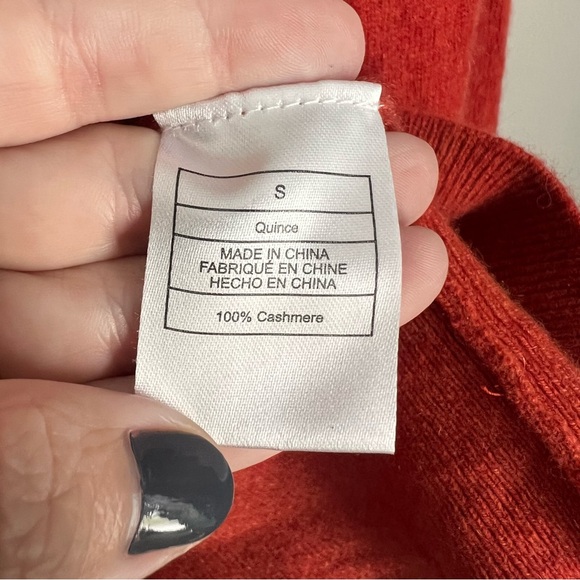 S
Quince
MADE IN CHINA
FABRIQUÉ EN CHINE
HECHO EN CHINA
100% Cashmere